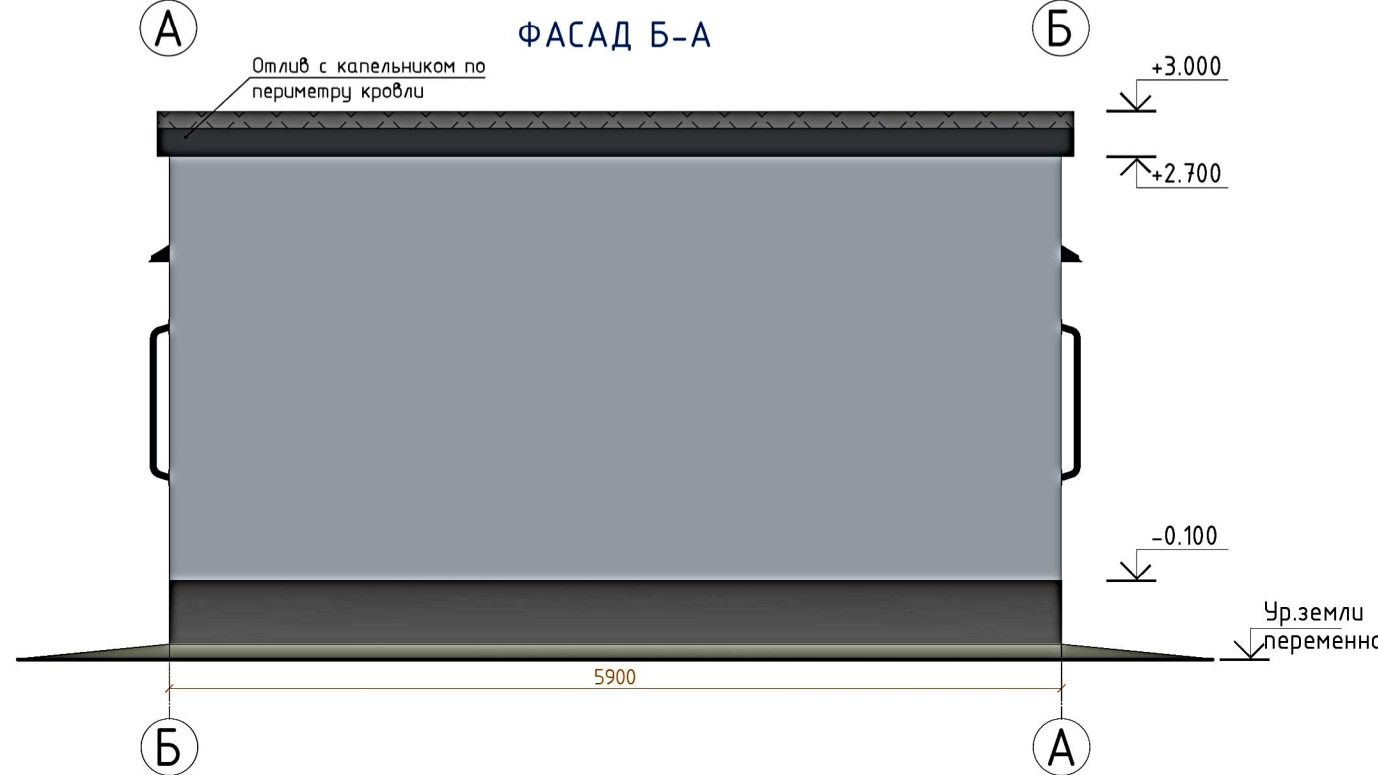 А
ФАСАД Б-А
Б
Отлив с капельником по
периметру кровли
+3.000
+2.700
-0.100
Ур.земли
переменно
5900
Б
А